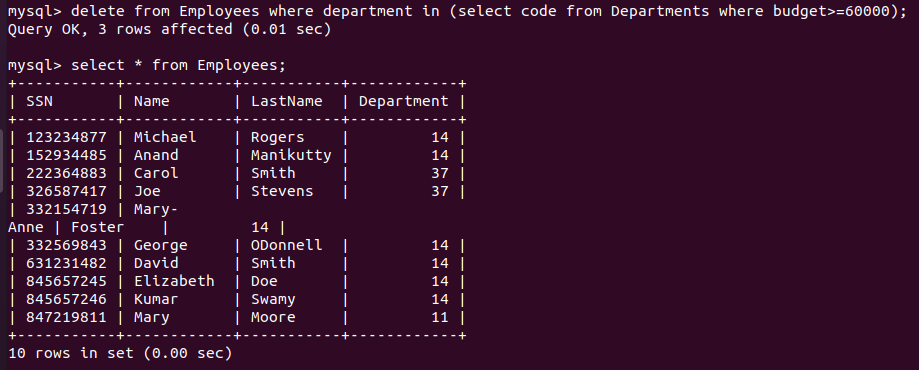 mysql> delete from Employees where department in (select code from Departments where budget>=60000);
Query OK, 3 rows affected (0.01 sec)

mysql> select * from Employees;
+-----------+------------+-----------+------------+
| SSN       | Name       | LastName  | Department |
+-----------+------------+-----------+------------+
| 123234877 | Michael    | Rogers    |         14 |
| 152934485 | Anand      | Manikutty |         14 |
| 222364883 | Carol      | Smith     |         37 |
| 326587417 | Joe        | Stevens   |         37 |
| 332154719 | Mary-
Anne | Foster    |         14 |
| 332569843 | George     | ODonnell  |         14 |
| 631231482 | David      | Smith     |         14 |
| 845657245 | Elizabeth  | Doe       |         14 |
| 845657246 | Kumar      | Swamy     |         14 |
| 847219811 | Mary       | Moore     |         11 |
+-----------+------------+-----------+------------+
10 rows in set (0.00 sec)